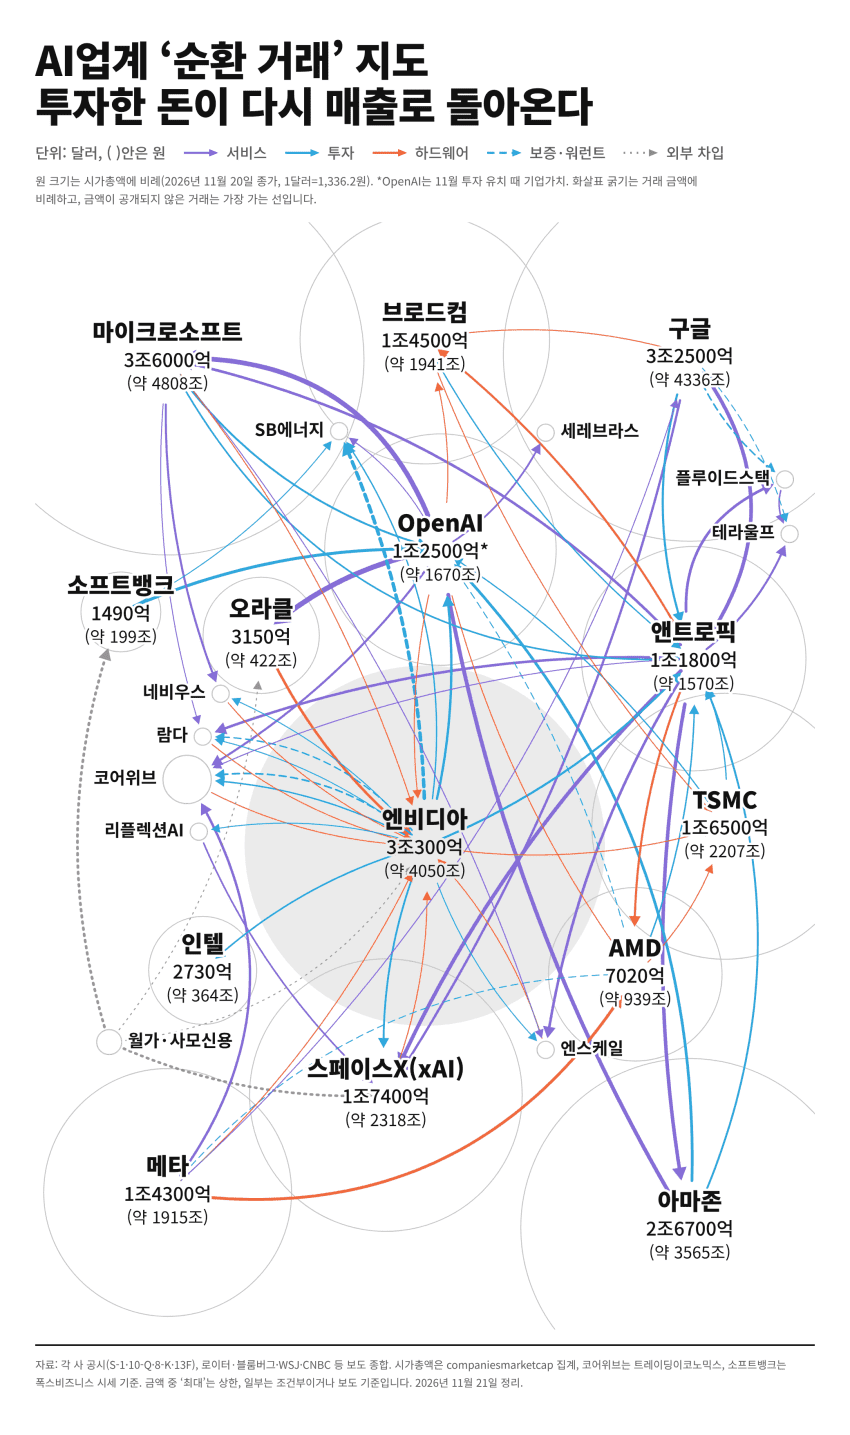 AI업계 ‘순환 거래’ 지도
투자한 돈이 다시 매출로 돌아온다
단위: 달러, ( )안은 원 서비스 투자 하드웨어 보증·워런트 외부 차입
원 크기는 시가총액에 비례(2026년 11월 20일 종가, 1달러=1,336.2원). *OpenAI는 11월 투자 유치 때 기업가치. 화살표 굵기는 거래 금액에
비례하고, 금액이 공개되지 않은 거래는 가장 가는 선입니다.
브로드컴
1조4500억
(약 1941조)
마이크로소프트
3조6000억
(약 4808조)
구글
3조2500억
(약 4336조)
SB에너지
세레브라스
플루이드스택
테라울프
OpenAI
1조2500억*
(약 1670조)
소프트뱅크
1490억
(약 199조)
오라클
3150억
(약 422조)
앤트로픽
1조1800억
(약 1570조)
네비우스
람다
코어위브
리플렉션AI
엔비디아
3조300억
(약 4050조)
TSMC
1조6500억
(약 2207조)
인텔
2730억
(약 364조)
AMD
7020억
(약 939조)
월가·사모신용
엔스케일
스페이스X(xAI)
1조7400억
(약 2318조)
메타
1조4300억
(약 1915조)
아마존
2조6700억
(약 3565조)
자료: 각 사 공시(S-1·10-Q·8-K·13F), 로이터·블룸버그·WSJ·CNBC 등 보도 종합. 시가총액은 companiesmarketcap 집계, 코어위브는 트레이딩이코노믹스, 소프트뱅크는
폭스비즈니스 시세 기준. 금액 중 ‘최대’는 상한, 일부는 조건부이거나 보도 기준입니다. 2026년 11월 21일 정리.